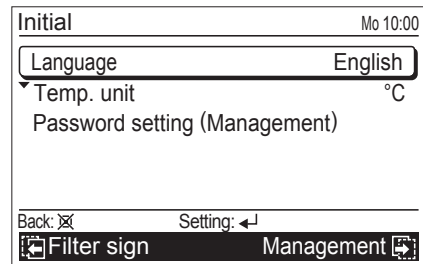 Initial Mo 10:00
Language English
Temp. unit °C
Password setting (Management)
Back: Setting:
Filter sign Management